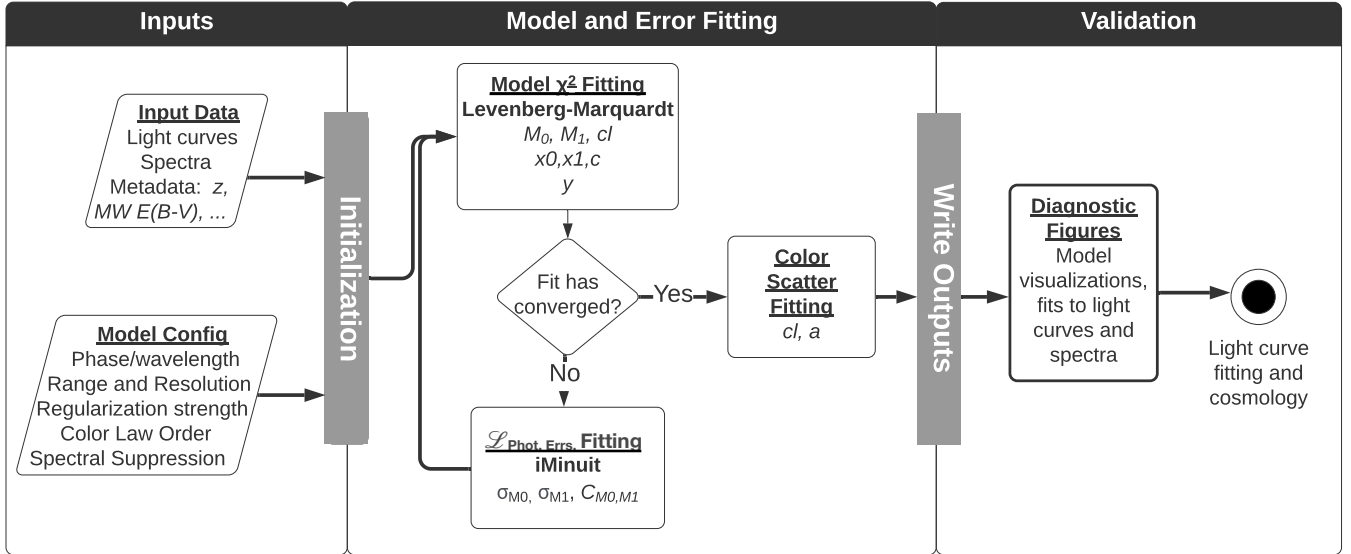 Inputs
Model and Error Fitting
Validation
Input Data
Light curves
Spectra
Metadata: z,
MW E(B-V), ...
Model Config
Phase/wavelength
Range and Resolution
Regularization strength
Color Law Order
Spectral Suppression
Initialization
Model χ² Fitting
Levenberg-Marquardt
M₀, M₁, cl
x0,x1,c
y
Fit has
converged?
Yes
No
ℒ Phot. Errs. Fitting
iMinuit
σM0, σM1, CM0,M1
Color
Scatter
Fitting
cl, a
Write Outputs
Diagnostic
Figures
Model
visualizations,
fits to light
curves and
spectra
Light curve
fitting and
cosmology